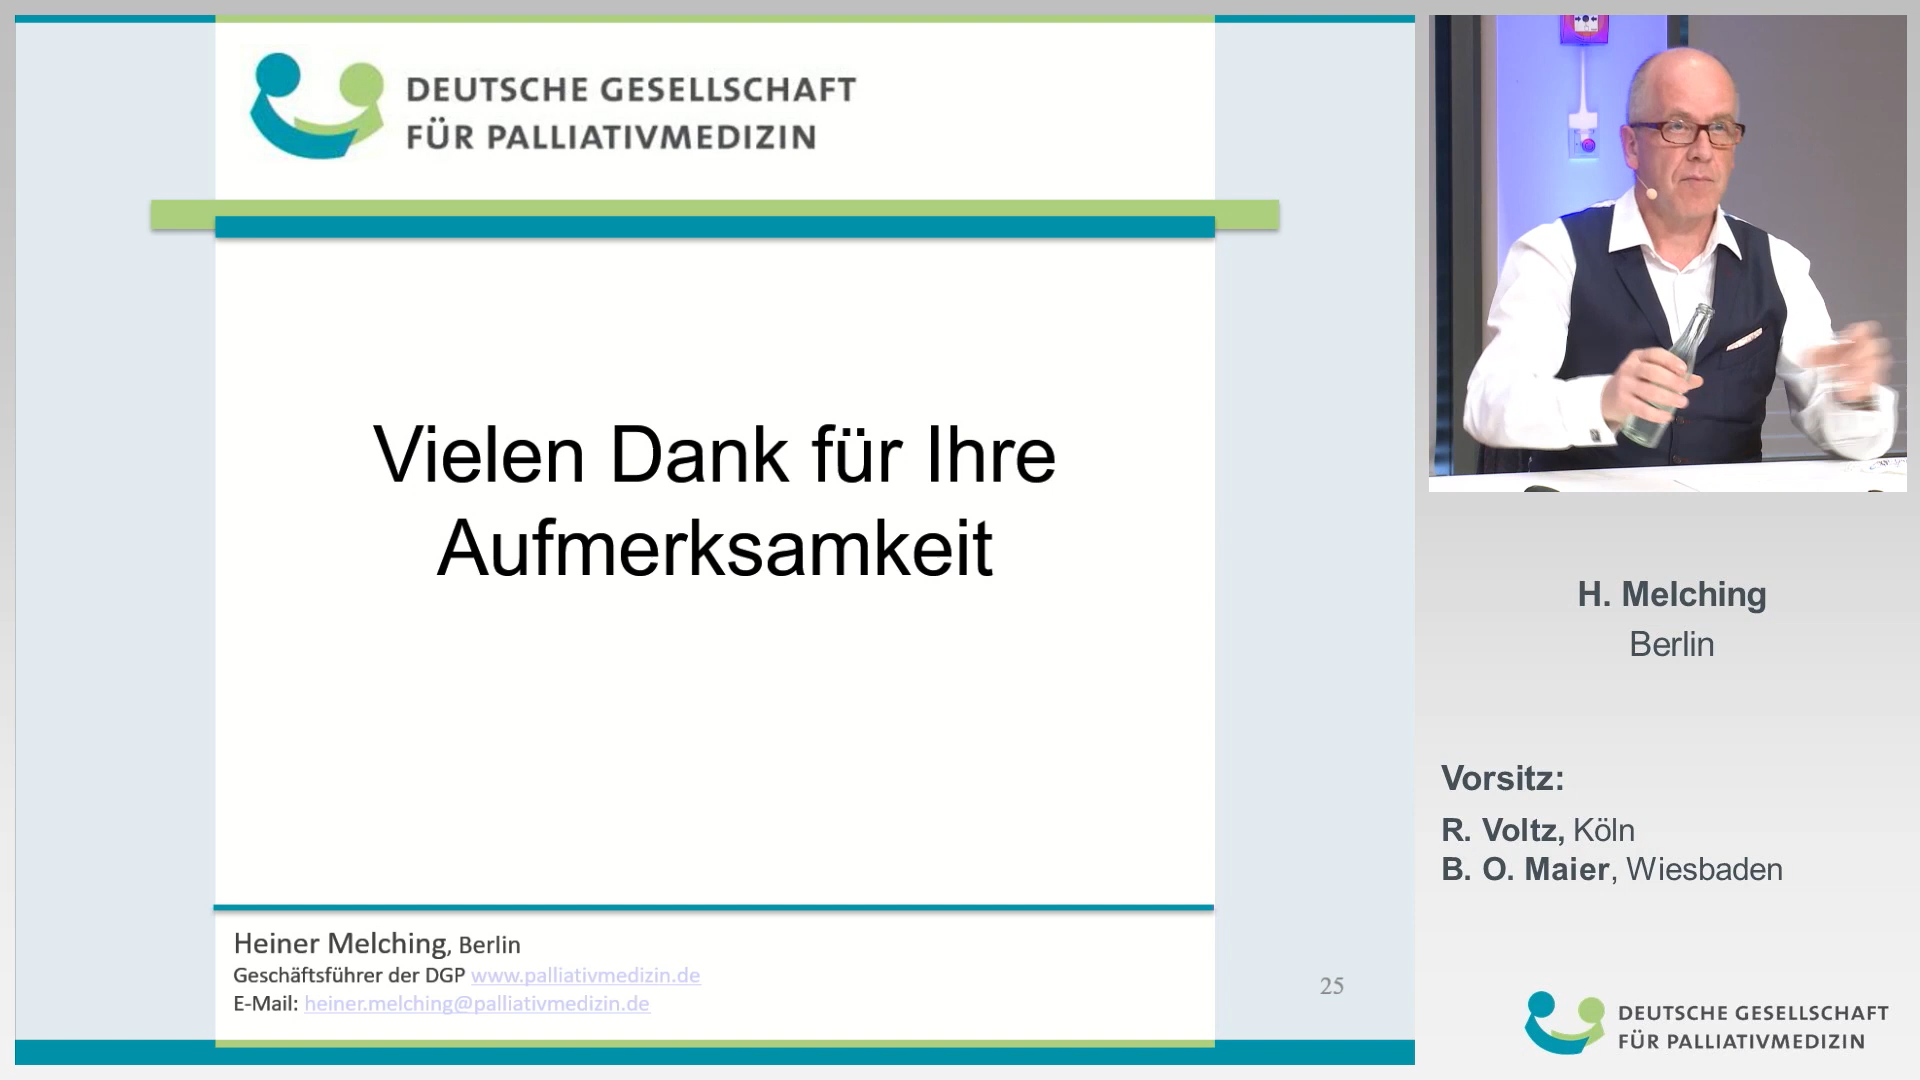 DEUTSCHE GESELLSCHAFT
FÜR PALLIATIVMEDIZIN
Vielen Dank für Ihre
Aufmerksamkeit
Heiner Melching, Berlin
Geschäftsführer der DGP www.palliativmedizin.de
E-Mail: heiner.melching@palliativmedizin.de
25
H. Melching
Berlin
Vorsitz:
R. Voltz, Köln
B. O. Maier, Wiesbaden
DEUTSCHE GESELLSCHAFT
FÜR PALLIATIVMEDIZIN